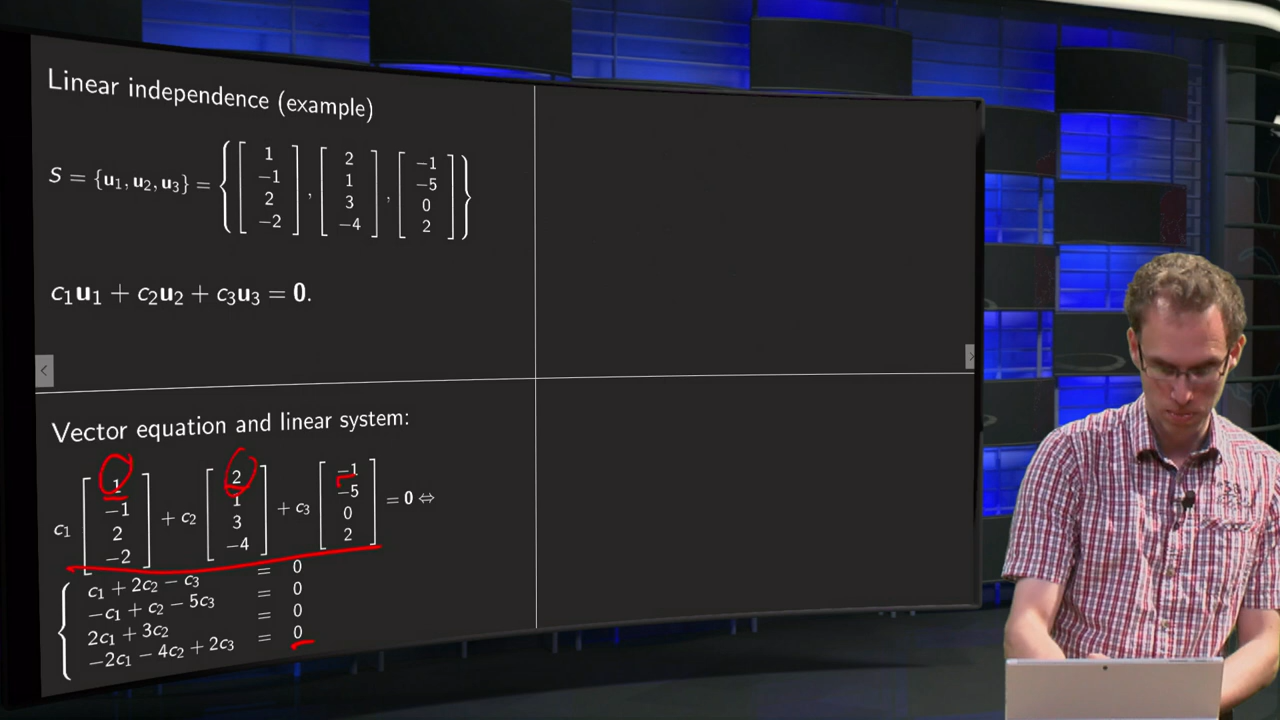 Linear independence (example)
S = {u₁, u₂, u₃} = { [1 −1 2 −2], [2 1 3 −4], [−1 −5 0 2] }
c₁u₁ + c₂u₂ + c₃u₃ = 0.
Vector equation and linear system:
c₁ [1 −1 2 −2] + c₂ [2 1 3 −4] + c₃ [−1 −5 0 2] = 0 ⇔
c₁ + 2c₂ − c₃ = 0
−c₁ + c₂ − 5c₃ = 0
2c₁ + 3c₂ = 0
−2c₁ − 4c₂ + 2c₃ = 0